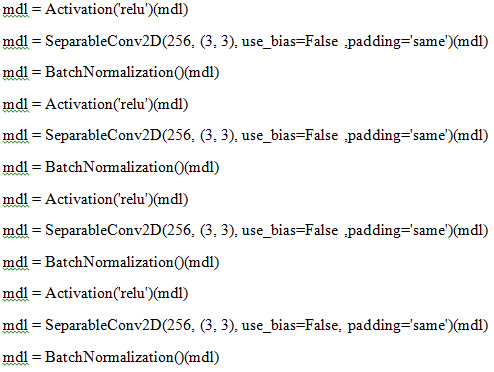 mdl = Activation('relu')(mdl)
mdl = SeparableConv2D(256, (3, 3), use_bias=False ,padding='same')(mdl)
mdl = BatchNormalization()(mdl)
mdl = Activation('relu')(mdl)
mdl = SeparableConv2D(256, (3, 3), use_bias=False ,padding='same')(mdl)
mdl = BatchNormalization()(mdl)
mdl = Activation('relu')(mdl)
mdl = SeparableConv2D(256, (3, 3), use_bias=False ,padding='same')(mdl)
mdl = BatchNormalization()(mdl)
mdl = Activation('relu')(mdl)
mdl = SeparableConv2D(256, (3, 3), use_bias=False, padding='same')(mdl)
mdl = BatchNormalization()(mdl)